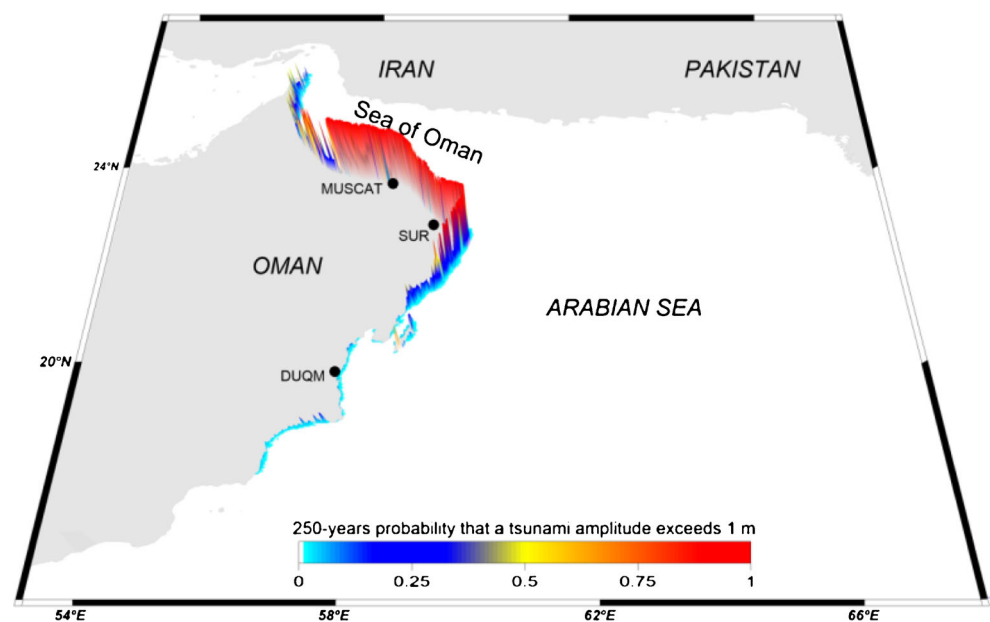 IRAN
PAKISTAN
Sea of Oman
24°N
MUSCAT
SUR
OMAN
ARABIAN SEA
20°N
DUQM
250-years probability that a tsunami amplitude exceeds 1 m
0 0.25 0.5 0.75 1
54°E 58°E 62°E 66°E